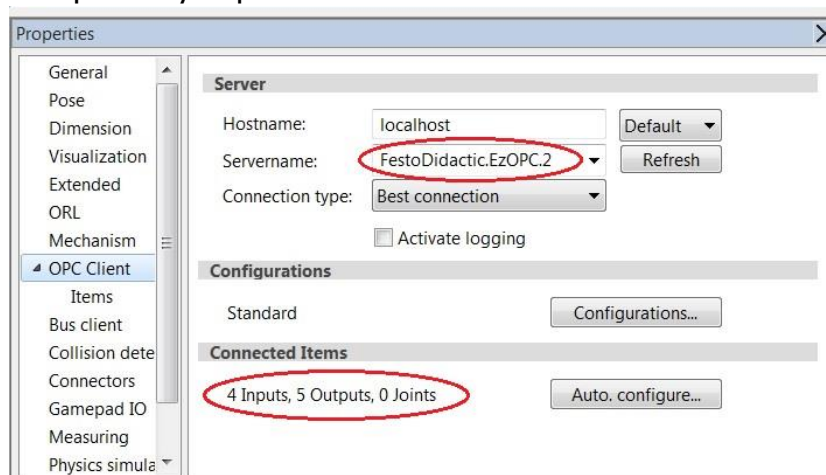 Properties
General
Pose
Dimension
Visualization
Extended
ORL
Mechanism
OPC Client
Items
Bus client
Collision dete
Connectors
Gamepad IO
Measuring
Physics simula
Server
Hostname: localhost Default
Servername: FestoDidactic.EzOPC.2 Refresh
Connection type: Best connection
Activate logging
Configurations
Standard Configurations...
Connected Items
4 Inputs, 5 Outputs, 0 Joints Auto. configure...